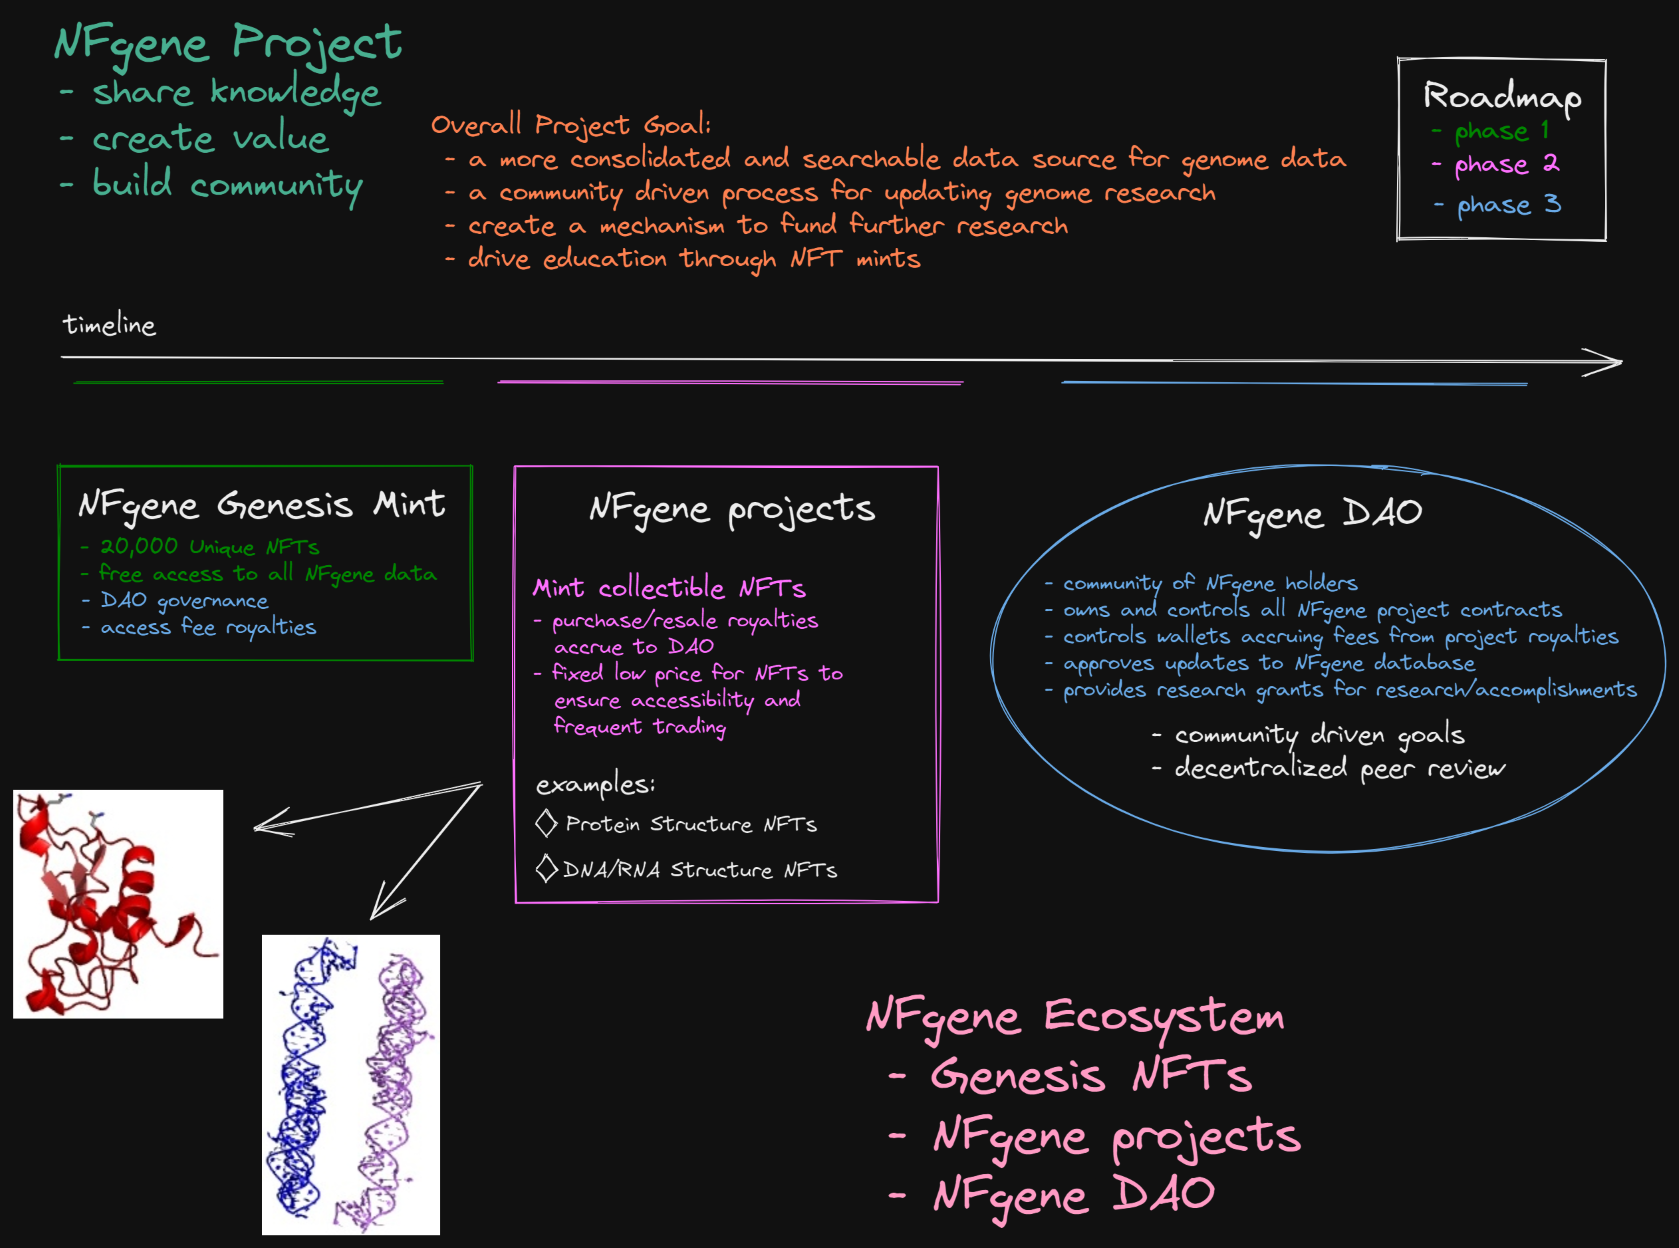 NFgene Project
- share knowledge
- create value
- build community
Overall Project Goal:
- a more consolidated and searchable data source for genome data
- a community driven process for updating genome research
- create a mechanism to fund further research
- drive education through NFT mints
Roadmap
- phase 1
- phase 2
- phase 3
timeline
NFgene Genesis Mint
- 20,000 Unique NFTs
- free access to all NFgene data
- DAO governance
- access fee royalties
NFgene projects
Mint collectible NFTs
- purchase/resale royalties
accrue to DAO
- fixed low price for NFTs to
ensure accessibility and
frequent trading
examples:
Protein Structure NFTs
DNA/RNA Structure NFTs
NFgene DAO
- community of NFgene holders
- owns and controls all NFgene project contracts
- controls wallets accruing fees from project royalties
- approves updates to NFgene database
- provides research grants for research/accomplishments
- community driven goals
- decentralized peer review
NFgene Ecosystem
- Genesis NFTs
- NFgene projects
- NFgene DAO